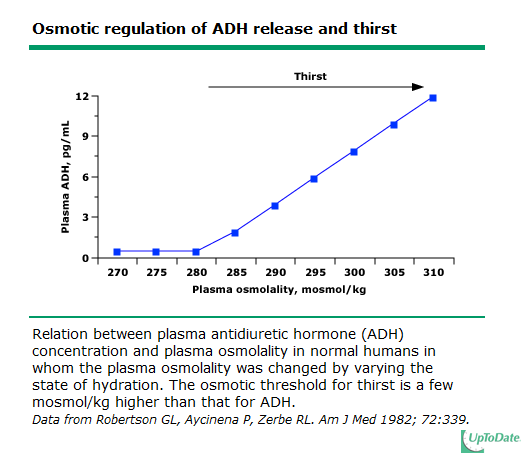 Osmotic regulation of ADH release and thirst
Thirst
Plasma ADH, pg/mL
12
9
6
3
0
270 275 280 285 290 295 300 305 310
Plasma osmolality, mosmol/kg
Relation between plasma antidiuretic hormone (ADH)
concentration and plasma osmolality in normal humans in
whom the plasma osmolality was changed by varying the
state of hydration. The osmotic threshold for thirst is a few
mosmol/kg higher than that for ADH.
Data from Robertson GL, Aycinena P, Zerbe RL. Am J Med 1982; 72:339.
UpToDate